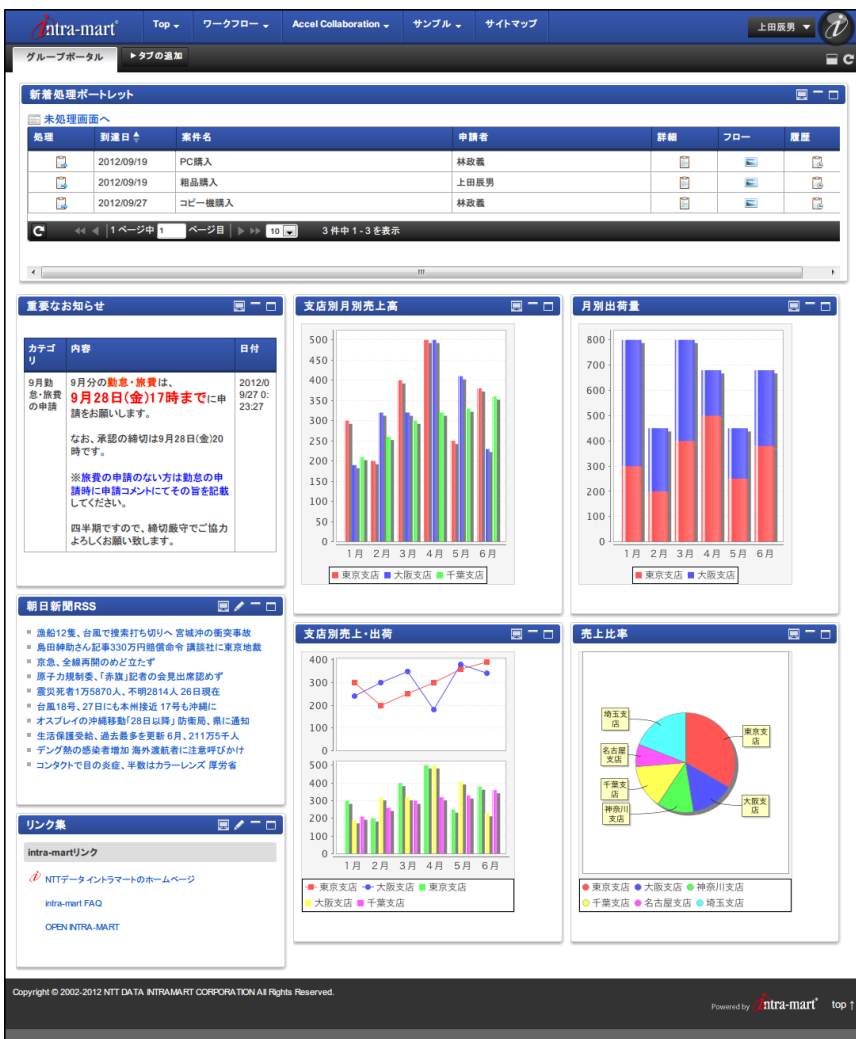 intra-mart Top ワークフロー Accel Collaboration サンプル サイトマップ 上田辰男
グループポータル ▶タブの追加
新着処理ポートレット
未処理画面へ
処理 到達日 案件名 申請者 詳細 フロー 履歴
2012/09/19 PC購入 林政義
2012/09/19 粗品購入 上田辰男
2012/09/27 コピー機購入 林政義
1 ページ中 1 ページ目 10 3 件中 1 - 3 を表示
重要なお知らせ
カテゴリ 内容 日付
9月勤怠・旅費の申請
9月分の勤怠・旅費は、
9月28日(金)17時までに申
請をお願いします。
なお、承認の締切は9月28日(金)20
時です。
※旅費の申請のない方は勤怠の申
請時に申請コメントにてその旨を記載
してください。
四半期ですので、締切厳守でご協力
よろしくお願い致します。
2012/0
9/27 0:
23:27
支店別月別売上高
500
450
400
350
300
250
200
150
100
50
0
1月 2月 3月 4月 5月 6月
東京支店 大阪支店 千葉支店
月別出荷量
800
700
600
500
400
300
200
100
0
1月 2月 3月 4月 5月 6月
東京支店 大阪支店
朝日新聞RSS
漁船12隻、台風で捜索打ち切りへ 宮城沖の衝突事故
島田紳助さん記事330万円賠償命令 講談社に東京地裁
京急、全線再開のめど立たず
原子力規制委、「赤旗」記者の会見出席認めず
震災死者1万5870人、不明2814人 26日現在
台風18号、27日にも本州接近 17号も沖縄に
オスプレイの沖縄移動「28日以降」 防衛局、県に通知
生活保護受給、過去最多を更新 6月、211万5千人
デング熱の感染者増加 海外渡航者に注意呼びかけ
コンタクトで目の炎症、半数はカラーレンズ 厚労省
支店別売上・出荷
400
300
200
100
0
500
400
300
200
100
0
1月 2月 3月 4月 5月 6月
東京支店 大阪支店 東京支店
大阪支店 千葉支店
売上比率
埼玉支店
名古屋支店
千葉支店
神奈川支店
東京支店
大阪支店
東京支店 大阪支店 神奈川支店
千葉支店 名古屋支店 埼玉支店
リンク集
intra-martリンク
NTTデータ イントラマートのホームページ
intra-mart FAQ
OPEN INTRA-MART
Copyright © 2002-2012 NTT DATA INTRAMART CORPORATION All Rights Reserved.
Powered by intra-mart top ↑